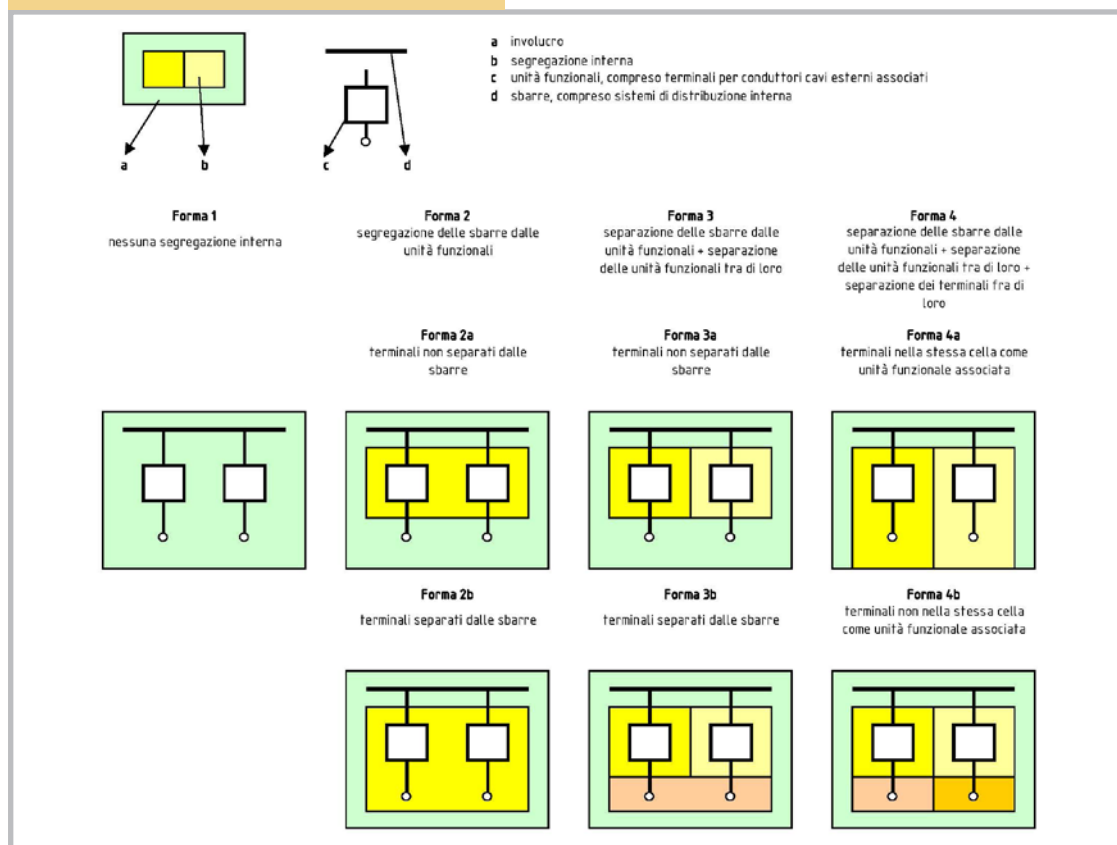 a involucro
b segregazione interna
c unità funzionali, compreso terminali per conduttori cavi esterni associati
d sbarre, compreso sistemi di distribuzione interna
a
b
c
d
Forma 1
nessuna segregazione interna
Forma 2
segregazione delle sbarre dalle
unità funzionali
Forma 3
separazione delle sbarre dalle
unità funzionali + separazione
delle unità funzionali tra di loro
Forma 4
separazione delle sbarre dalle
unità funzionali + separazione
delle unità funzionali tra di loro +
separazione dei terminali fra di
loro
Forma 2a
terminali non separati dalle
sbarre
Forma 3a
terminali non separati dalle
sbarre
Forma 4a
terminali nella stessa cella come
unità funzionale associata
Forma 2b
terminali separati dalle sbarre
Forma 3b
terminali separati dalle sbarre
Forma 4b
terminali non nella stessa cella
come unità funzionale associata